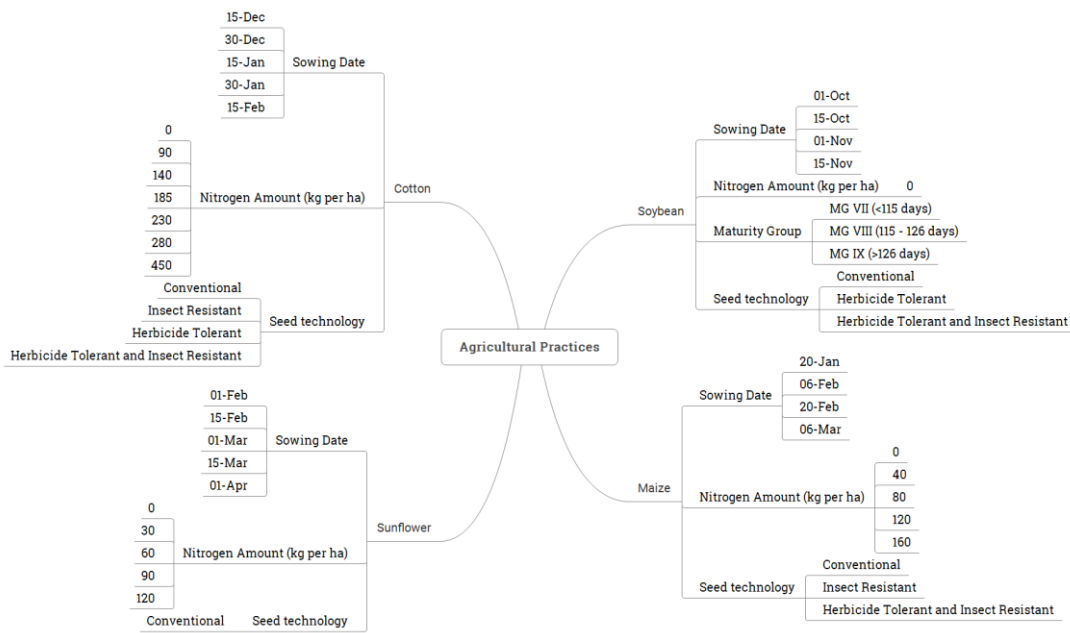 Agricultural Practices
Cotton
Sowing Date
15-Dec
30-Dec
15-Jan
30-Jan
15-Feb
Nitrogen Amount (kg per ha)
0
90
140
185
230
280
450
Seed technology
Conventional
Insect Resistant
Herbicide Tolerant
Herbicide Tolerant and Insect Resistant
Sunflower
Sowing Date
01-Feb
15-Feb
01-Mar
15-Mar
01-Apr
Nitrogen Amount (kg per ha)
0
30
60
90
120
Seed technology
Conventional
Soybean
Sowing Date
01-Oct
15-Oct
01-Nov
15-Nov
Nitrogen Amount (kg per ha)
0
Maturity Group
MG VII (<115 days)
MG VIII (115 - 126 days)
MG IX (>126 days)
Seed technology
Conventional
Herbicide Tolerant
Herbicide Tolerant and Insect Resistant
Maize
Sowing Date
20-Jan
06-Feb
20-Feb
06-Mar
Nitrogen Amount (kg per ha)
0
40
80
120
160
Seed technology
Conventional
Insect Resistant
Herbicide Tolerant and Insect Resistant